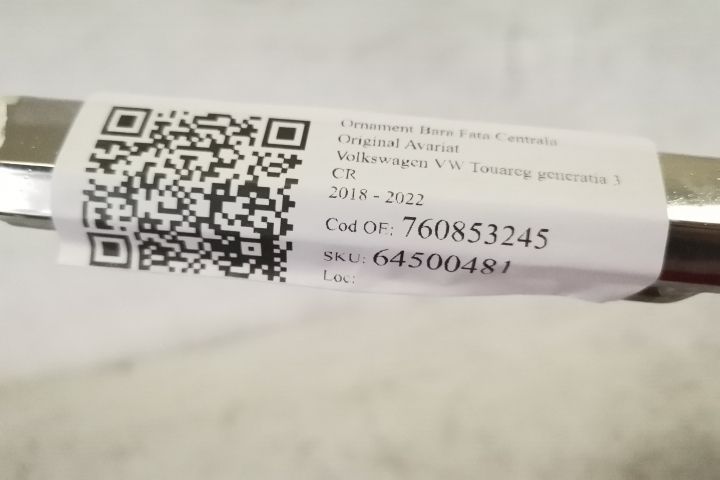 Ornament Bara Fata Centrala
Original Avariat
Volkswagen VW Touareg generatia 3
CR
2018 - 2022
Cod OE: 760853245
SKU: 64500481
Loc: